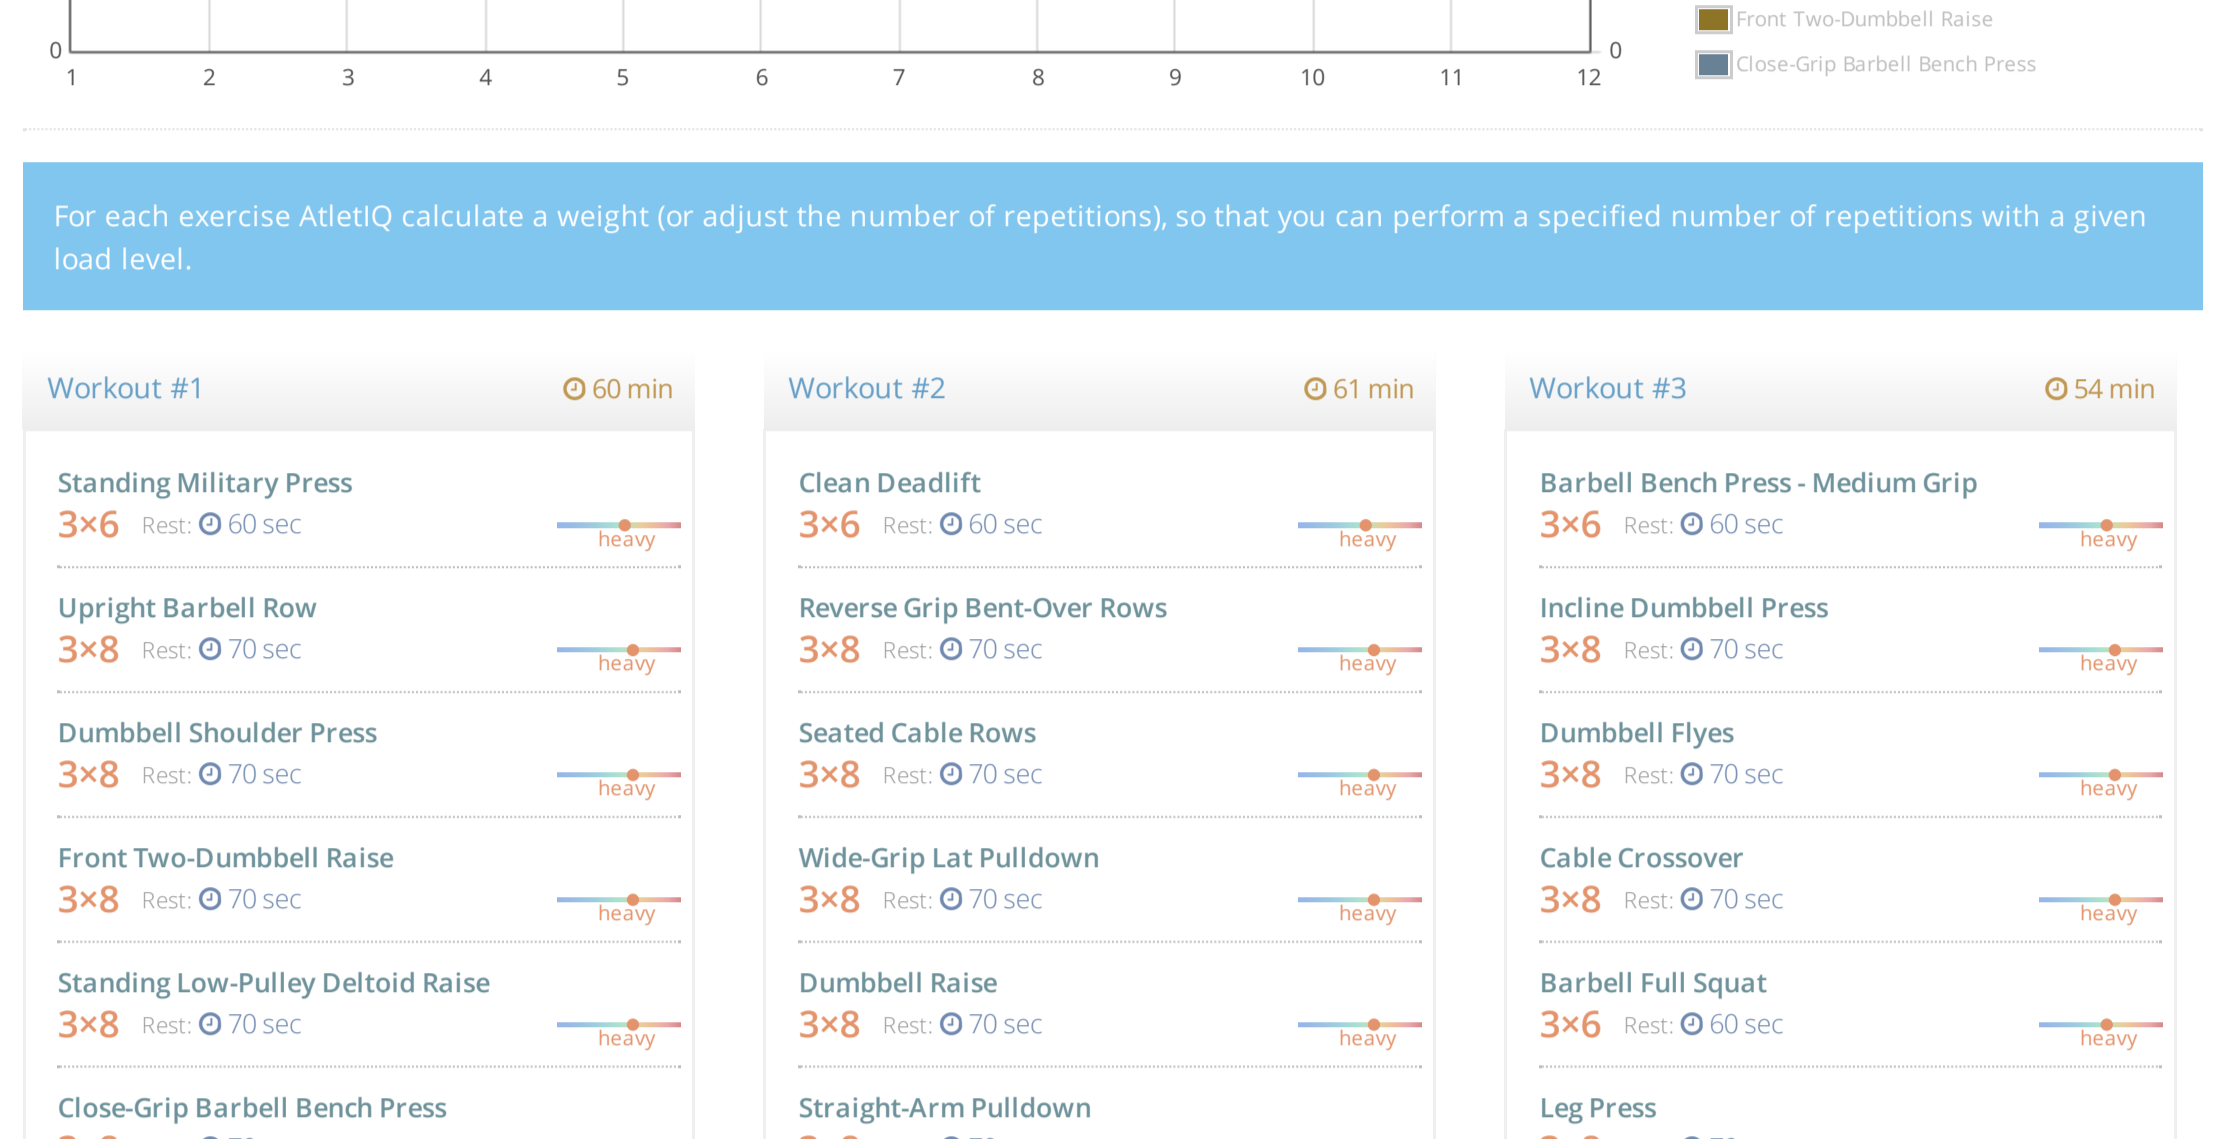 Front Two-Dumbbell Raise
0 0
Close-Grip Barbell Bench Press
1 2 3 4 5 6 7 8 9 10 11 12
For each exercise AtletIQ calculate a weight (or adjust the number of repetitions), so that you can perform a specified number of repetitions with a given
load level.
Workout #1 60 min
Standing Military Press
3×6 Rest: 60 sec
heavy
Upright Barbell Row
3×8 Rest: 70 sec
heavy
Dumbbell Shoulder Press
3×8 Rest: 70 sec
heavy
Front Two-Dumbbell Raise
3×8 Rest: 70 sec
heavy
Standing Low-Pulley Deltoid Raise
3×8 Rest: 70 sec
heavy
Close-Grip Barbell Bench Press
Workout #2 61 min
Clean Deadlift
3×6 Rest: 60 sec
heavy
Reverse Grip Bent-Over Rows
3×8 Rest: 70 sec
heavy
Seated Cable Rows
3×8 Rest: 70 sec
heavy
Wide-Grip Lat Pulldown
3×8 Rest: 70 sec
heavy
Dumbbell Raise
3×8 Rest: 70 sec
heavy
Straight-Arm Pulldown
Workout #3 54 min
Barbell Bench Press - Medium Grip
3×6 Rest: 60 sec
heavy
Incline Dumbbell Press
3×8 Rest: 70 sec
heavy
Dumbbell Flyes
3×8 Rest: 70 sec
heavy
Cable Crossover
3×8 Rest: 70 sec
heavy
Barbell Full Squat
3×6 Rest: 60 sec
heavy
Leg Press